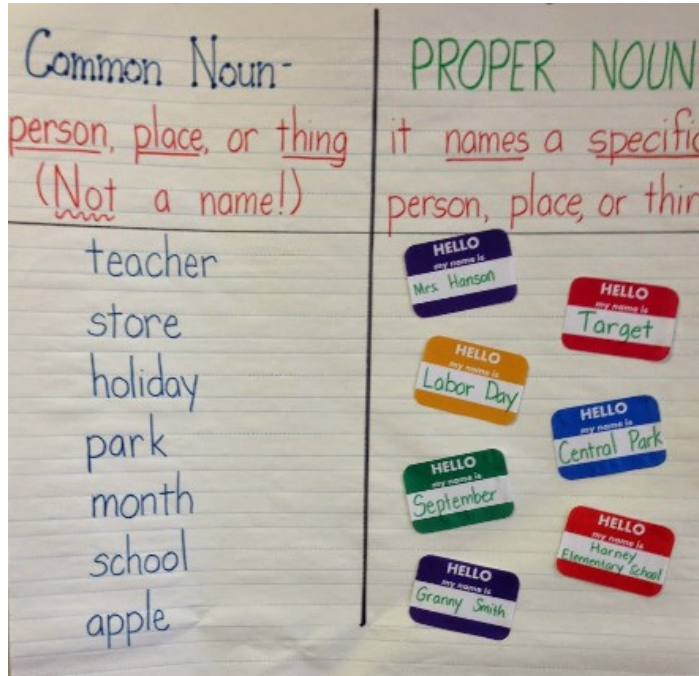 Common Noun-
person, place, or thing
(Not a name!)
teacher
store
holiday
park
month
school
apple
PROPER NOUN
it names a specific
person, place, or thin
HELLO
my name is
Mrs. Hanson
HELLO
my name is
Target
HELLO
my name is
Labor Day
HELLO
my name is
Central Park
HELLO
my name is
September
HELLO
my name is
Harney
Elementary School
HELLO
my name is
Granny Smith